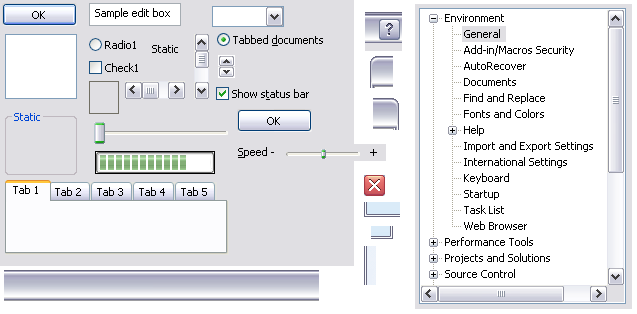 OK
Sample edit box
Radio1
Static
Tabbed documents
Check1
Show status bar
Static
OK
Speed - +
Tab 1 Tab 2 Tab 3 Tab 4 Tab 5
?
Environment
General
Add-in/Macros Security
AutoRecover
Documents
Find and Replace
Fonts and Colors
Help
Import and Export Settings
International Settings
Keyboard
Startup
Task List
Web Browser
Performance Tools
Projects and Solutions
Source Control